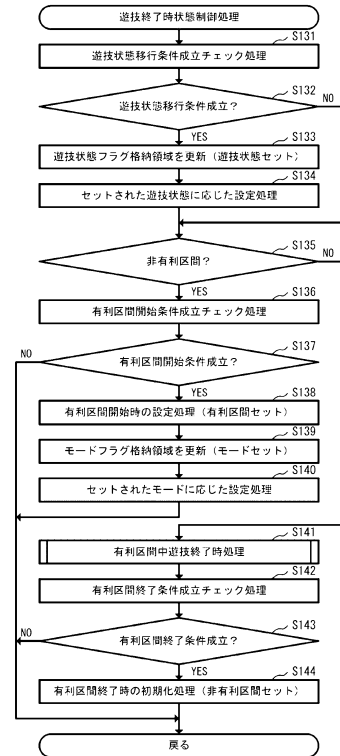 遊技終了時状態制御処理
S131
遊技状態移行条件成立チェック処理
S132
遊技状態移行条件成立？
NO
YES
S133
遊技状態フラグ格納領域を更新（遊技状態セット）
S134
セットされた遊技状態に応じた設定処理
S135
非有利区間？
NO
YES
S136
有利区間開始条件成立チェック処理
S137
NO
有利区間開始条件成立？
YES
S138
有利区間開始時の設定処理（有利区間セット）
S139
モードフラグ格納領域を更新（モードセット）
S140
セットされたモードに応じた設定処理
S141
有利区間中遊技終了時処理
S142
有利区間終了条件成立チェック処理
S143
NO
有利区間終了条件成立？
YES
S144
有利区間終了時の初期化処理（非有利区間セット）
戻る